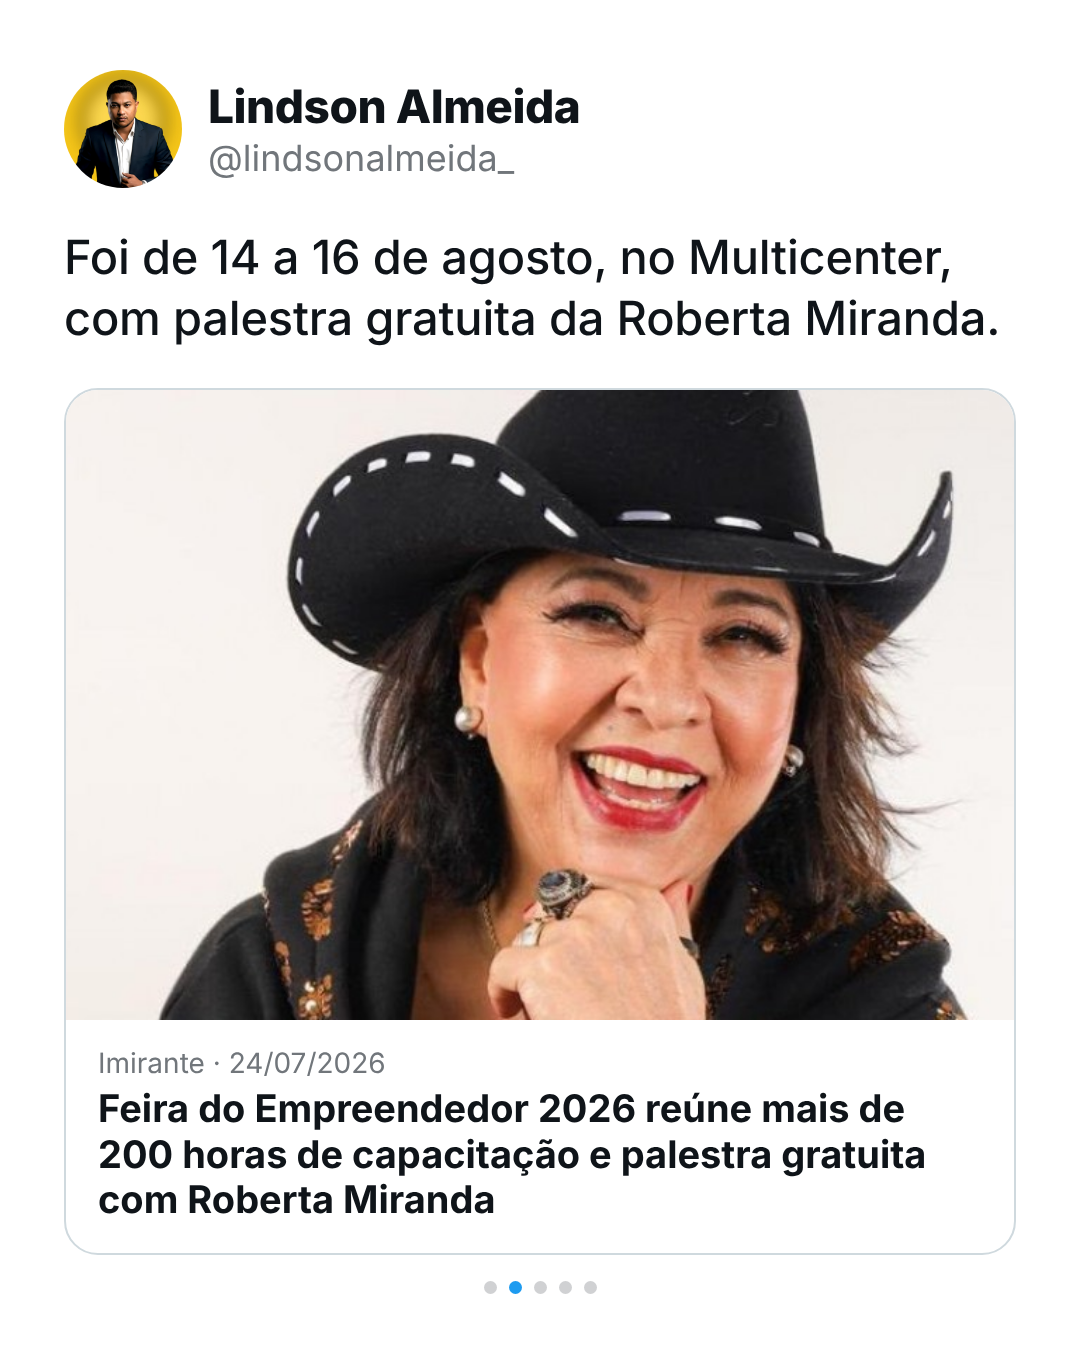 Lindson Almeida
@lindsonalmeida_
Foi de 14 a 16 de agosto, no Multicenter,
com palestra gratuita da Roberta Miranda.
Imirante · 24/07/2026
Feira do Empreendedor 2026 reúne mais de
200 horas de capacitação e palestra gratuita
com Roberta Miranda